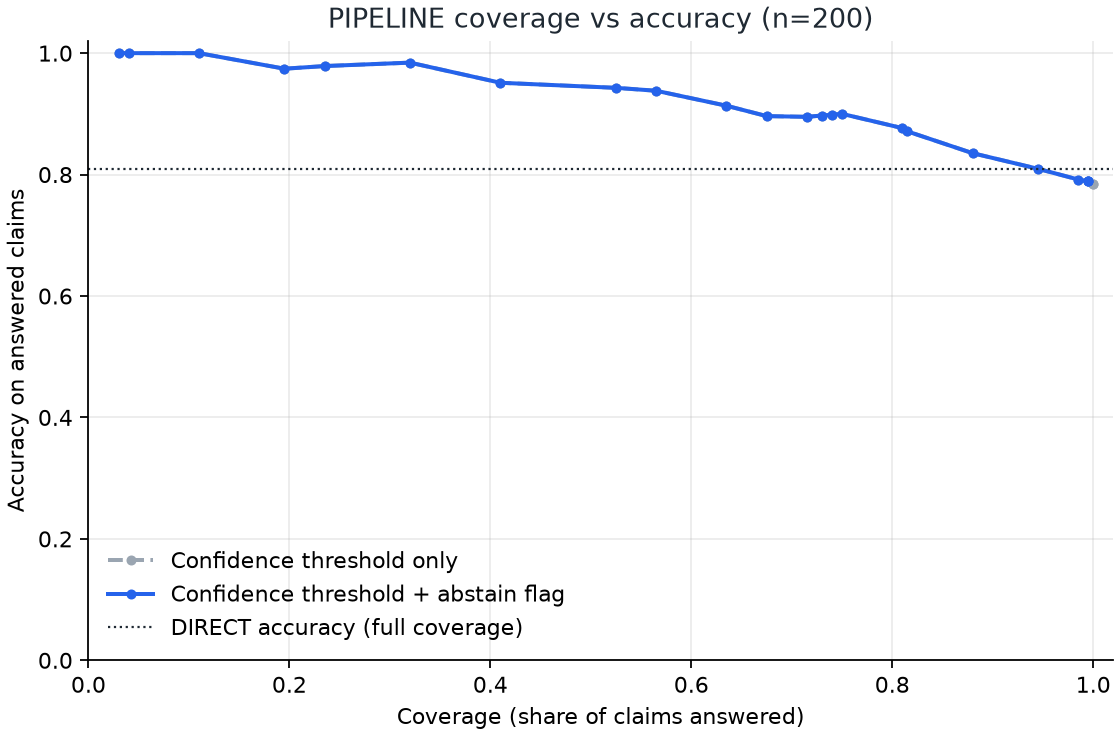 PIPELINE coverage vs accuracy (n=200)
Accuracy on answered claims
1.0
0.8
0.6
0.4
0.2
0.0
Confidence threshold only
Confidence threshold + abstain flag
DIRECT accuracy (full coverage)
0.0 0.2 0.4 0.6 0.8 1.0
Coverage (share of claims answered)